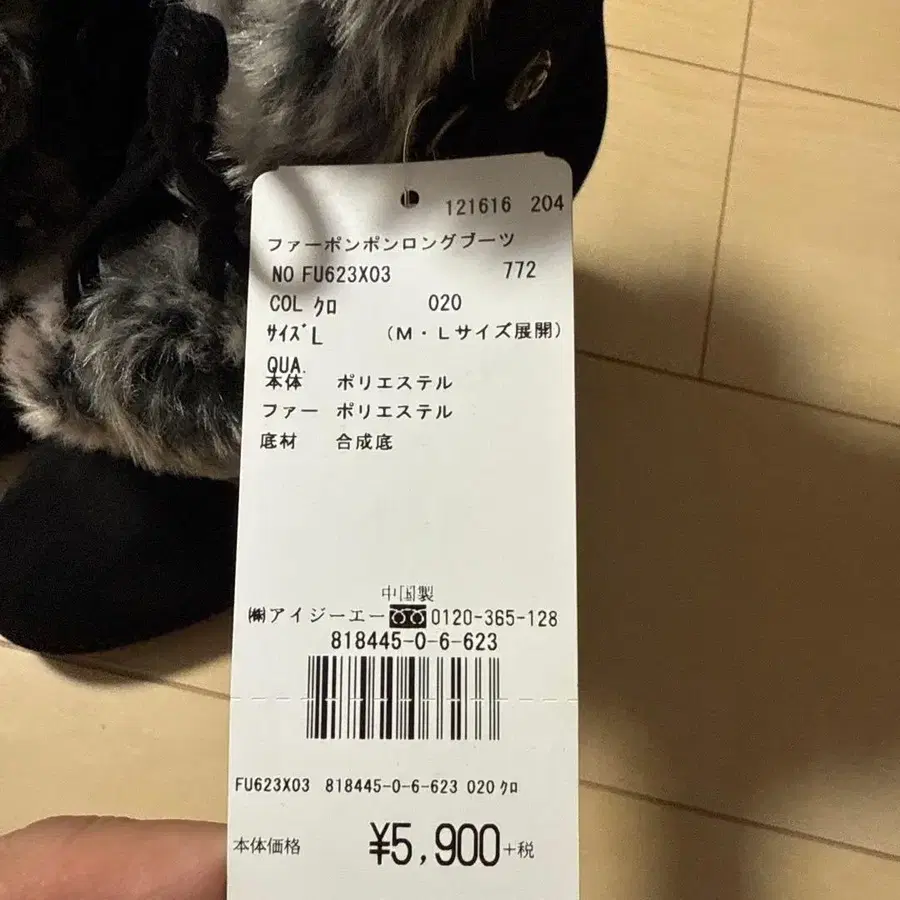 121616 204
ファーポンポンロングブーツ
NO FU623X03 772
COL クロ 020
サイズ L (M・Lサイズ展開)
QUA.
本体 ポリエステル
ファー ポリエステル
底材 合成底
中国製
㈱アイジーエー 0120-365-128
818445-0-6-623
FU623X03 818445-0-6-623 020 クロ
本体価格 ¥5,900+税